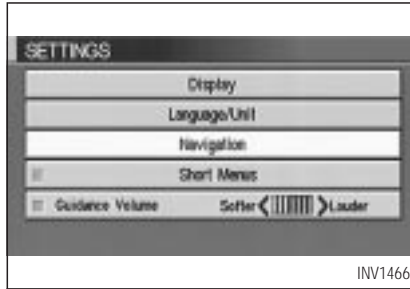 SETTINGS
Display
Language/Unit
Navigation
Short Menus
Guidance Volume Softer Louder
INV1466